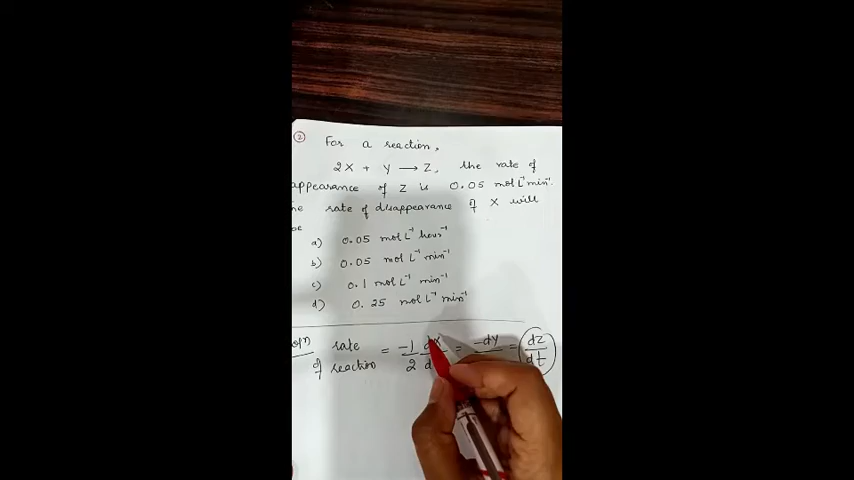 ② For a reaction,
2X + Y → Z, the rate of
appearance of Z is 0.05 mol L⁻¹ min⁻¹.
rate of disappearance of X will
a) 0.05 mol L⁻¹ hour⁻¹
b) 0.05 mol L⁻¹ min⁻¹
c) 0.1 mol L⁻¹ min⁻¹
d) 0.25 mol L⁻¹ min⁻¹
rate = -1 dX = -dY = dZ
of reaction 2 d dt